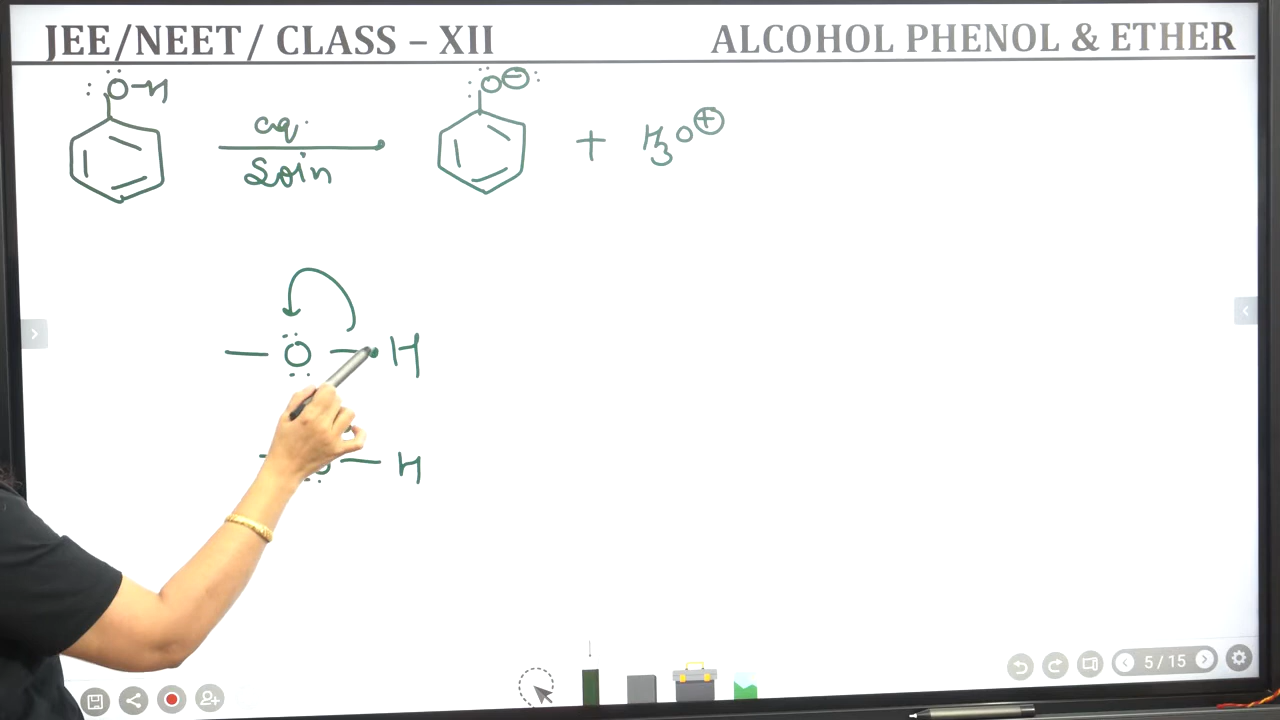 JEE/NEET/ CLASS – XII
ALCOHOL PHENOL & ETHER
:Ö–H
aq.
Soln
:Ö⊖:
+ H3O⊕
— O — H
O — H
5 / 15